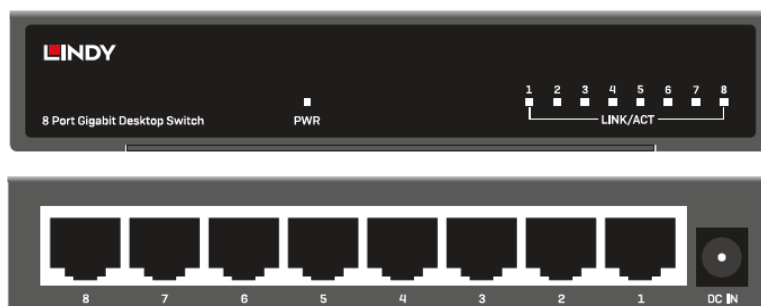 LINDY
1 2 3 4 5 6 7 8
8 Port Gigabit Desktop Switch PWR LINK/ACT
8 7 6 5 4 3 2 1 DC IN